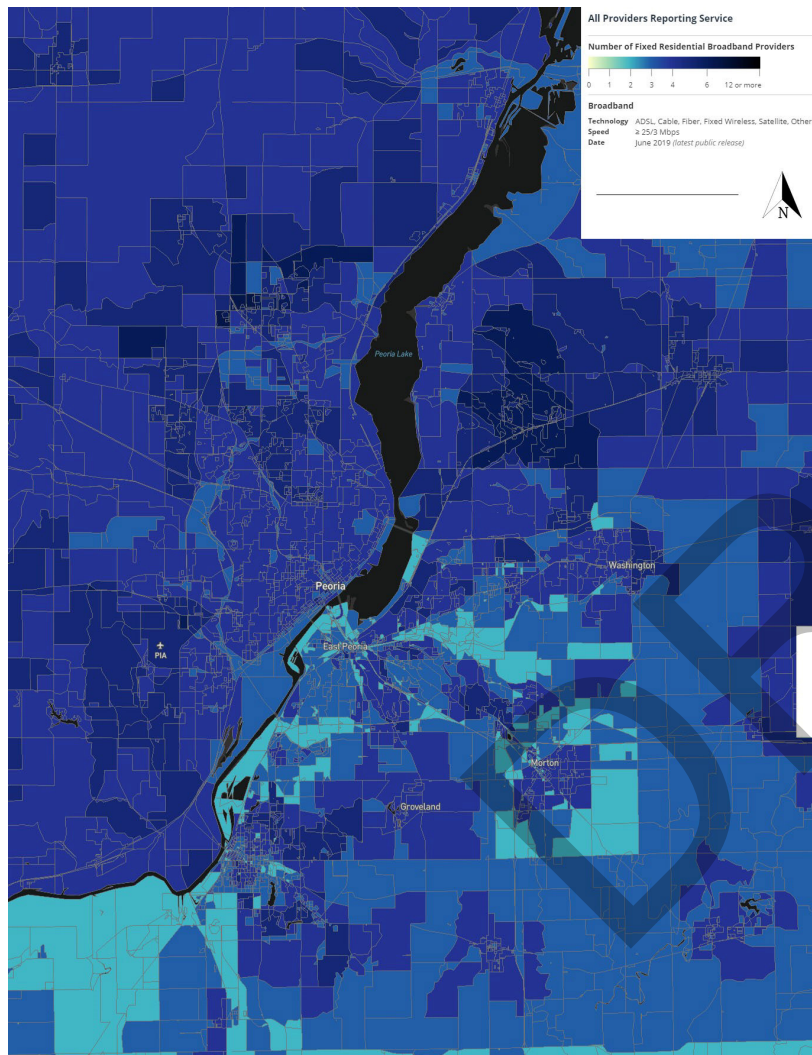 All Providers Reporting Service
Number of Fixed Residential Broadband Providers
0 1 2 3 4 6 12 or more
Broadband
Technology ADSL, Cable, Fiber, Fixed Wireless, Satellite, Other
Speed ≥ 25/3 Mbps
Date June 2019 (latest public release)
N
Peoria Lake
Washington
Peoria
East Peoria
PIA
Morton
Groveland
D